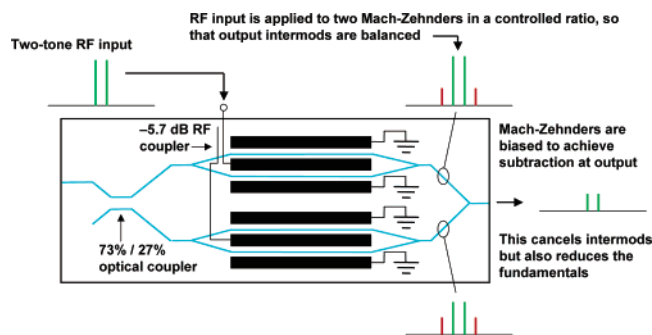 RF input is applied to two Mach-Zehnders in a controlled ratio, so
that output intermods are balanced
Two-tone RF input
–5.7 dB RF
coupler
Mach-Zehnders are
biased to achieve
subtraction at output
73% / 27%
optical coupler
This cancels intermods
but also reduces the
fundamentals